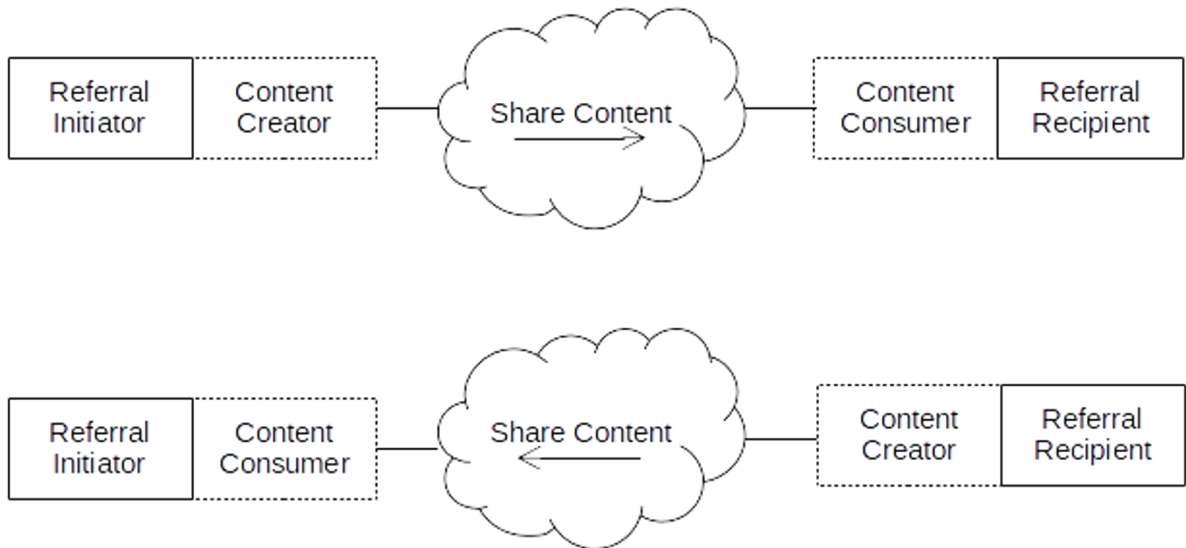 Referral
Initiator
Content
Creator
Share Content
Content
Consumer
Referral
Recipient
Referral
Initiator
Content
Consumer
Share Content
Content
Creator
Referral
Recipient